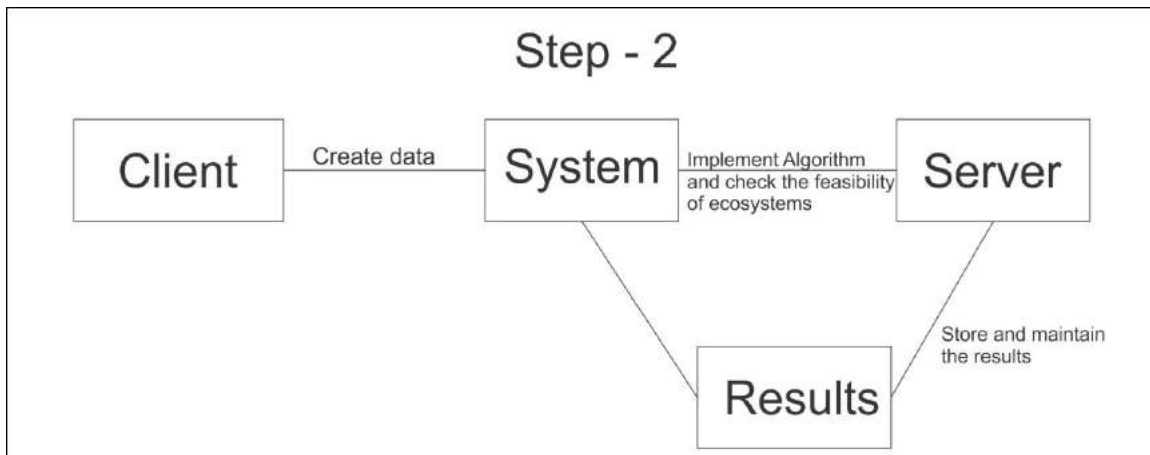 Step - 2
Client
Create data
System
Implement Algorithm
and check the feasibility
of ecosystems
Server
Store and maintain
the results
Results